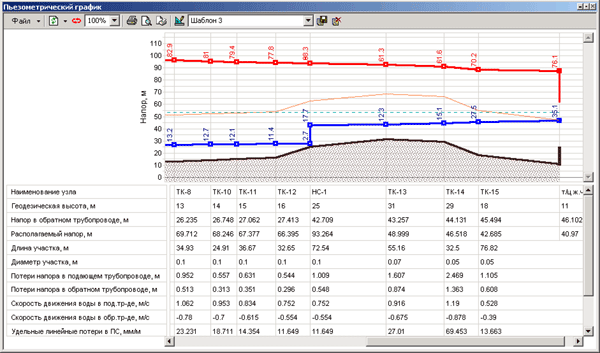 Пьезометрический график
Файл 100% Шаблон 3
Напор, м
110
100
90
80
70
60
50
40
30
20
10
0
82.9 81 79.4 77.8 88.3 61.3 61.6 70.2 76.1
13.2 12.7 12.1 11.4 2.7 17.7 12.3 15.1 27.5 35.1
Наименование узла ТК-8 ТК-10 ТК-11 ТК-12 НС-1 ТК-13 ТК-14 ТК-15 т/ц ж.ч
Геодезическая высота, м 13 14 15 16 25 31 29 18 11
Напор в обратном трубопроводе, м 26.235 26.748 27.062 27.413 42.709 43.257 44.131 45.494 46.102
Располагаемый напор, м 69.712 68.246 67.377 66.395 93.264 48.999 46.518 42.685 40.97
Длина участка, м 34.93 24.91 36.67 32.65 72.54 55.16 32.5 76.82
Диаметр участка, м 0.1 0.1 0.1 0.1 0.1 0.07 0.05 0.05
Потери напора в подающем трубопроводе, м 0.952 0.557 0.631 0.544 1.009 1.607 2.469 1.105
Потери напора в обратном трубопроводе, м 0.513 0.313 0.351 0.296 0.548 0.874 1.363 0.608
Скорость движения воды в под.тр-де, м/с 1.062 0.953 0.834 0.752 0.752 0.916 1.19 0.528
Скорость движения воды в обр.тр-де, м/с -0.78 -0.7 -0.615 -0.554 -0.554 -0.675 -0.878 -0.39
Удельные линейные потери в ПС, мм/м 23.231 18.711 14.354 11.649 11.649 27.01 69.453 13.663